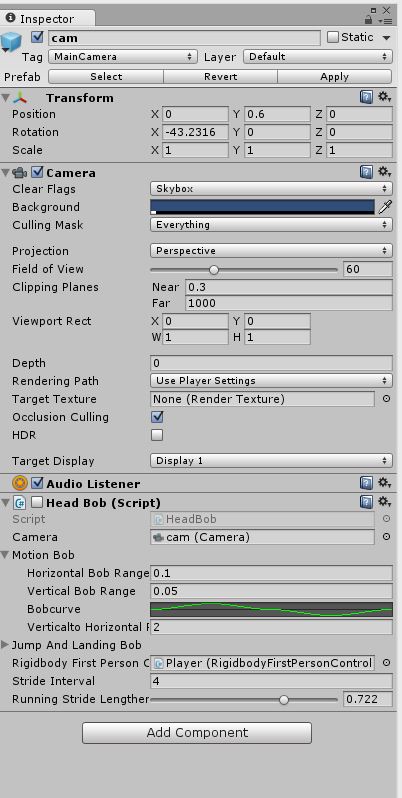 Inspector
cam Static
Tag MainCamera Layer Default
Prefab Select Revert Apply
Transform
Position X 0 Y 0.6 Z 0
Rotation X -43.2316 Y 0 Z 0
Scale X 1 Y 1 Z 1
Camera
Clear Flags Skybox
Background
Culling Mask Everything
Projection Perspective
Field of View 60
Clipping Planes Near 0.3
Far 1000
Viewport Rect X 0 Y 0
W 1 H 1
Depth 0
Rendering Path Use Player Settings
Target Texture None (Render Texture)
Occlusion Culling
HDR
Target Display Display 1
Audio Listener
Head Bob (Script)
Script HeadBob
Camera cam (Camera)
Motion Bob
Horizontal Bob Range 0.1
Vertical Bob Range 0.05
Bobcurve
Verticalto Horizontal 2
Jump And Landing Bob
Rigidbody First Person C Player (RigidbodyFirstPersonControl
Stride Interval 4
Running Stride Lengthen 0.722
Add Component